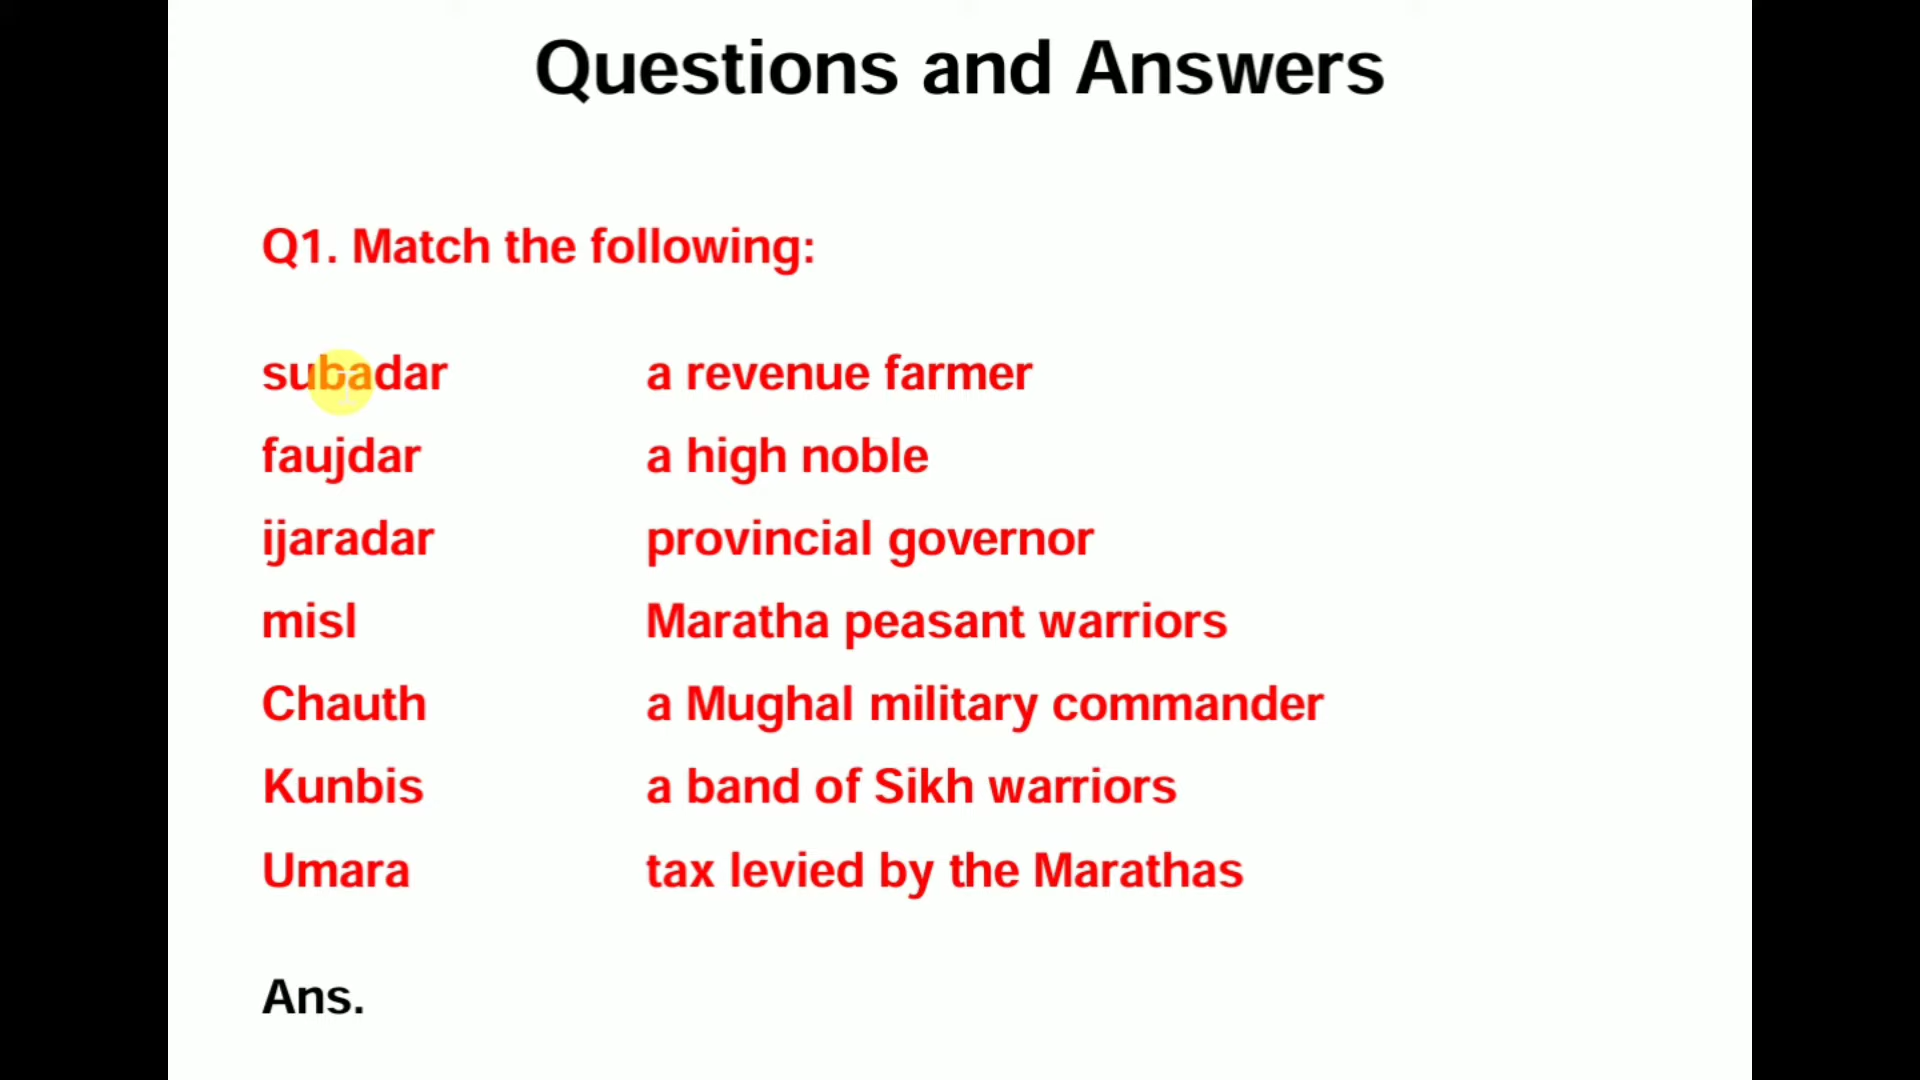 Questions and Answers
Q1. Match the following:
subadar a revenue farmer
faujdar a high noble
ijaradar provincial governor
misl Maratha peasant warriors
Chauth a Mughal military commander
Kunbis a band of Sikh warriors
Umara tax levied by the Marathas
Ans.